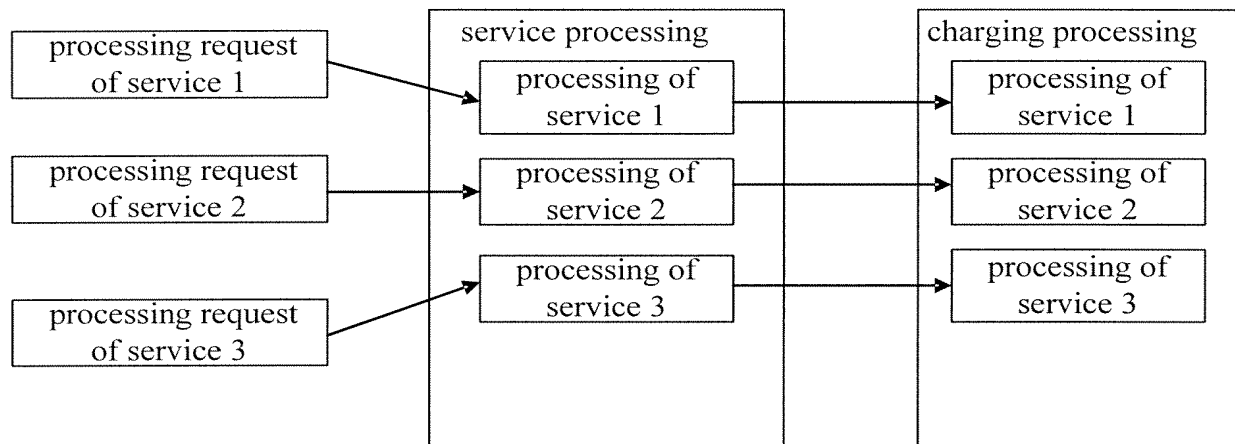 processing request
of service 1
processing request
of service 2
processing request
of service 3
service processing
processing of
service 1
processing of
service 2
processing of
service 3
charging processing
processing of
service 1
processing of
service 2
processing of
service 3